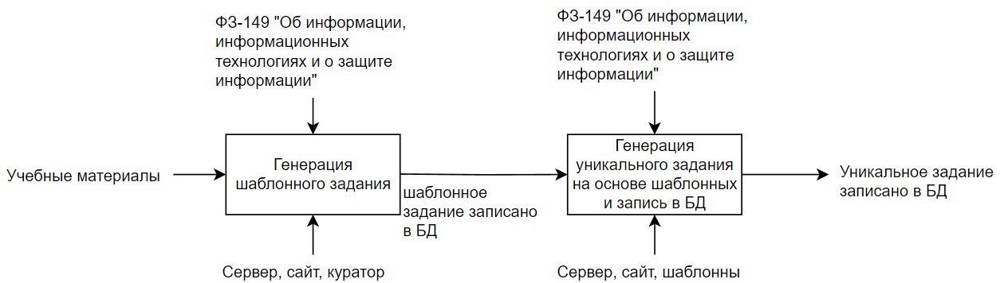 ФЗ-149 "Об информации,
информационных
технологиях и о защите
информации"
ФЗ-149 "Об информации,
информационных
технологиях и о защите
информации"
Учебные материалы
Генерация
шаблонного задания
шаблонное
задание записано
в БД
Генерация
уникального задания
на основе шаблонных
и запись в БД
Уникальное задание
записано в БД
Сервер, сайт, куратор
Сервер, сайт, шаблонны